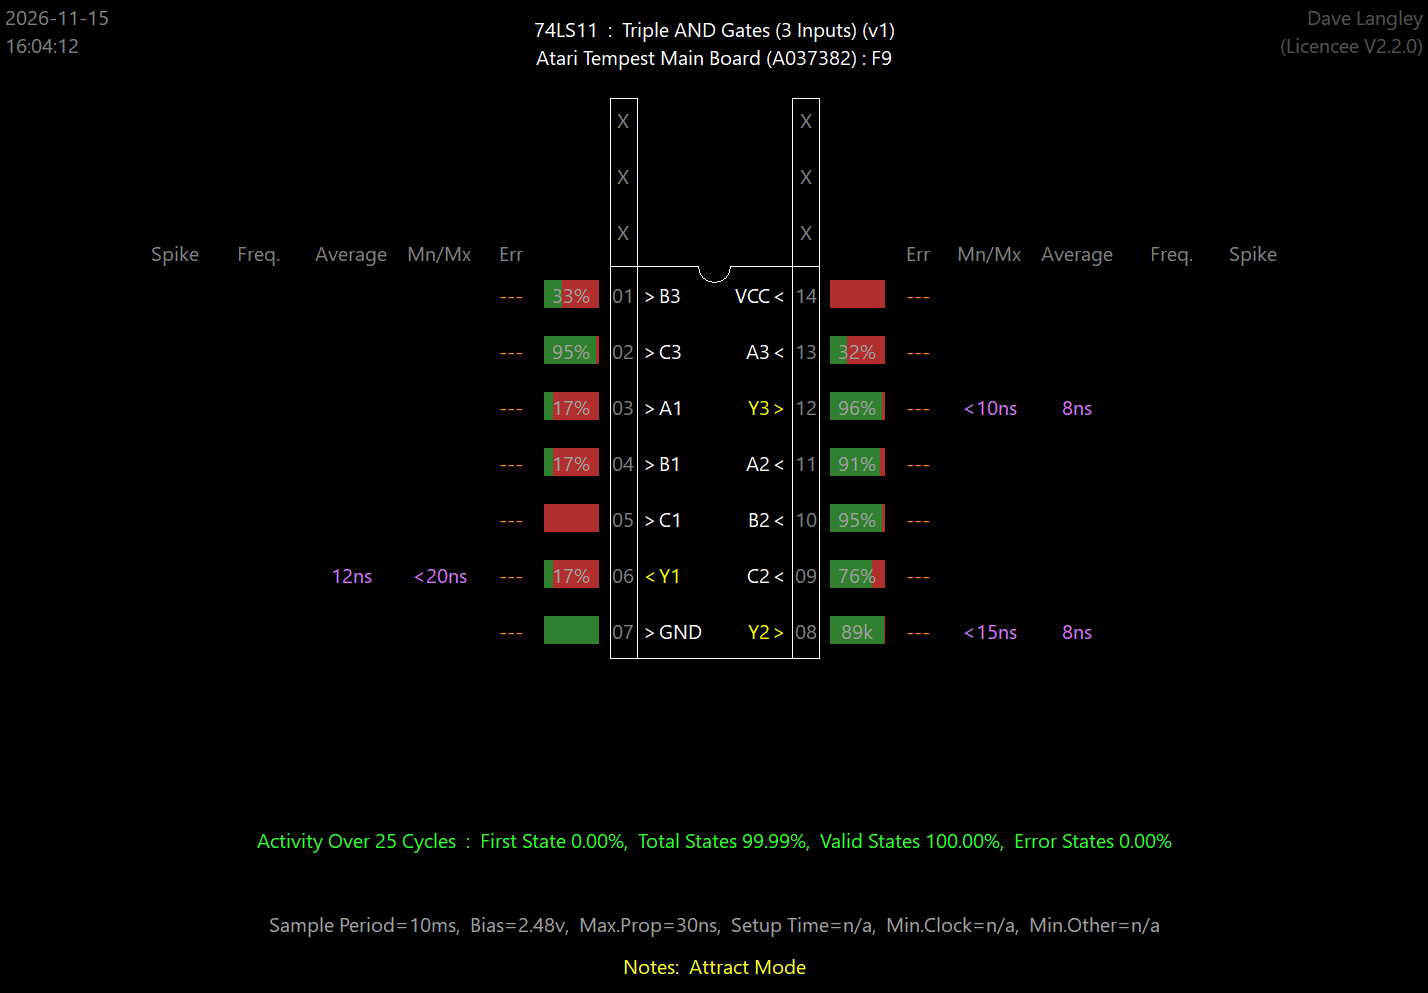 2026-11-15
16:04:12
74LS11 : Triple AND Gates (3 Inputs) (v1)
Atari Tempest Main Board (A037382) : F9
Dave Langley
(Licencee V2.2.0)
X X
X X
X X
Spike Freq. Average Mn/Mx Err Err Mn/Mx Average Freq. Spike
--- 33% 01 > B3 VCC < 14 ---
--- 95% 02 > C3 A3 < 13 32% ---
--- 17% 03 > A1 Y3 > 12 96% --- <10ns 8ns
--- 17% 04 > B1 A2 < 11 91% ---
--- 05 > C1 B2 < 10 95% ---
12ns <20ns --- 17% 06 < Y1 C2 < 09 76% ---
--- 07 > GND Y2 > 08 89k --- <15ns 8ns
Activity Over 25 Cycles : First State 0.00%, Total States 99.99%, Valid States 100.00%, Error States 0.00%
Sample Period=10ms, Bias=2.48v, Max.Prop=30ns, Setup Time=n/a, Min.Clock=n/a, Min.Other=n/a
Notes: Attract Mode